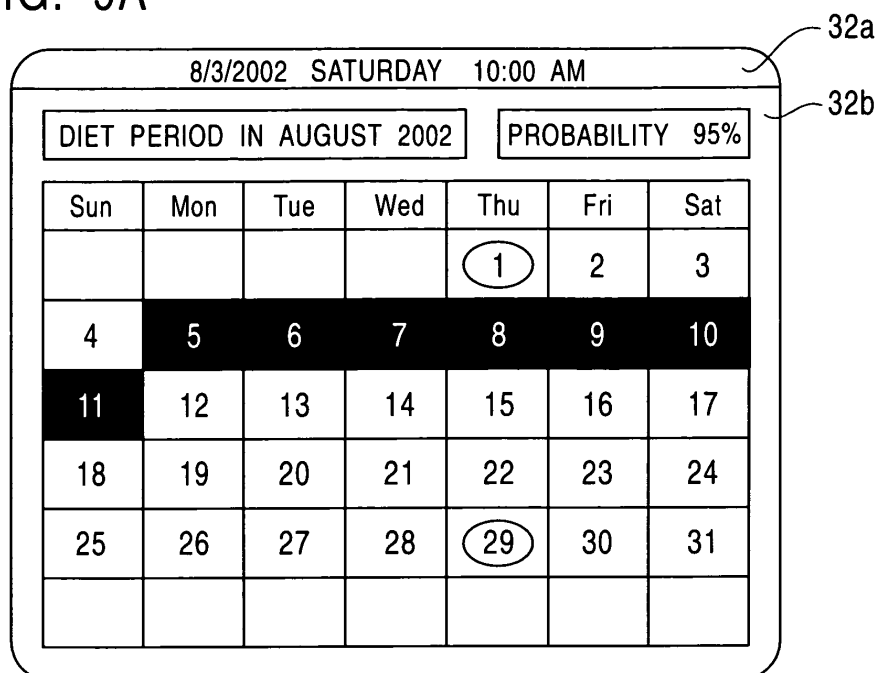 32a
8/3/2002 SATURDAY 10:00 AM
32b
DIET PERIOD IN AUGUST 2002 PROBABILITY 95%
Sun Mon Tue Wed Thu Fri Sat
1 2 3
4 5 6 7 8 9 10
11 12 13 14 15 16 17
18 19 20 21 22 23 24
25 26 27 28 29 30 31